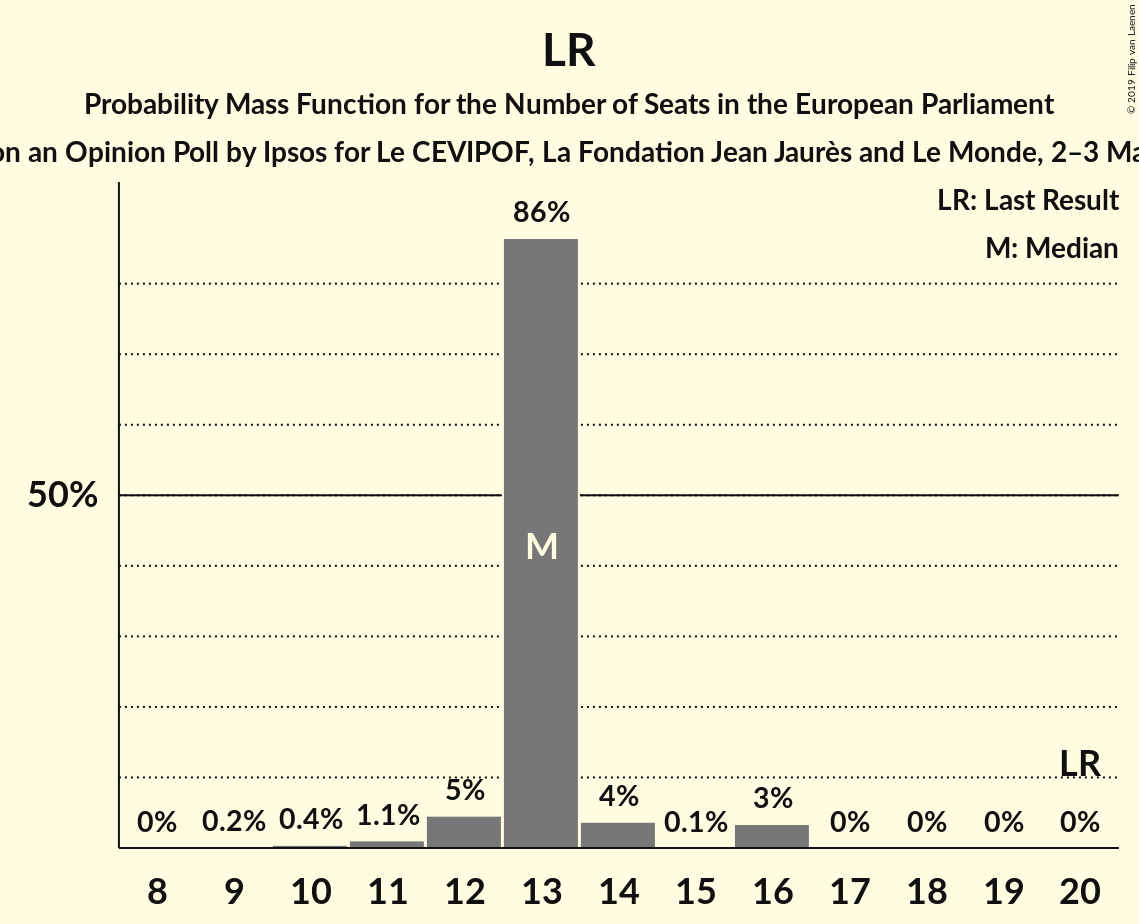 LR
Probability Mass Function for the Number of Seats in the European Parliament
on an Opinion Poll by Ipsos for Le CEVIPOF, La Fondation Jean Jaurès and Le Monde, 2–3 Ma
© 2019 Filip van Laenen
LR: Last Result
M: Median
86%
50%
M
LR
0% 0.2% 0.4% 1.1% 5% 4% 0.1% 3% 0% 0% 0% 0%
8 9 10 11 12 13 14 15 16 17 18 19 20